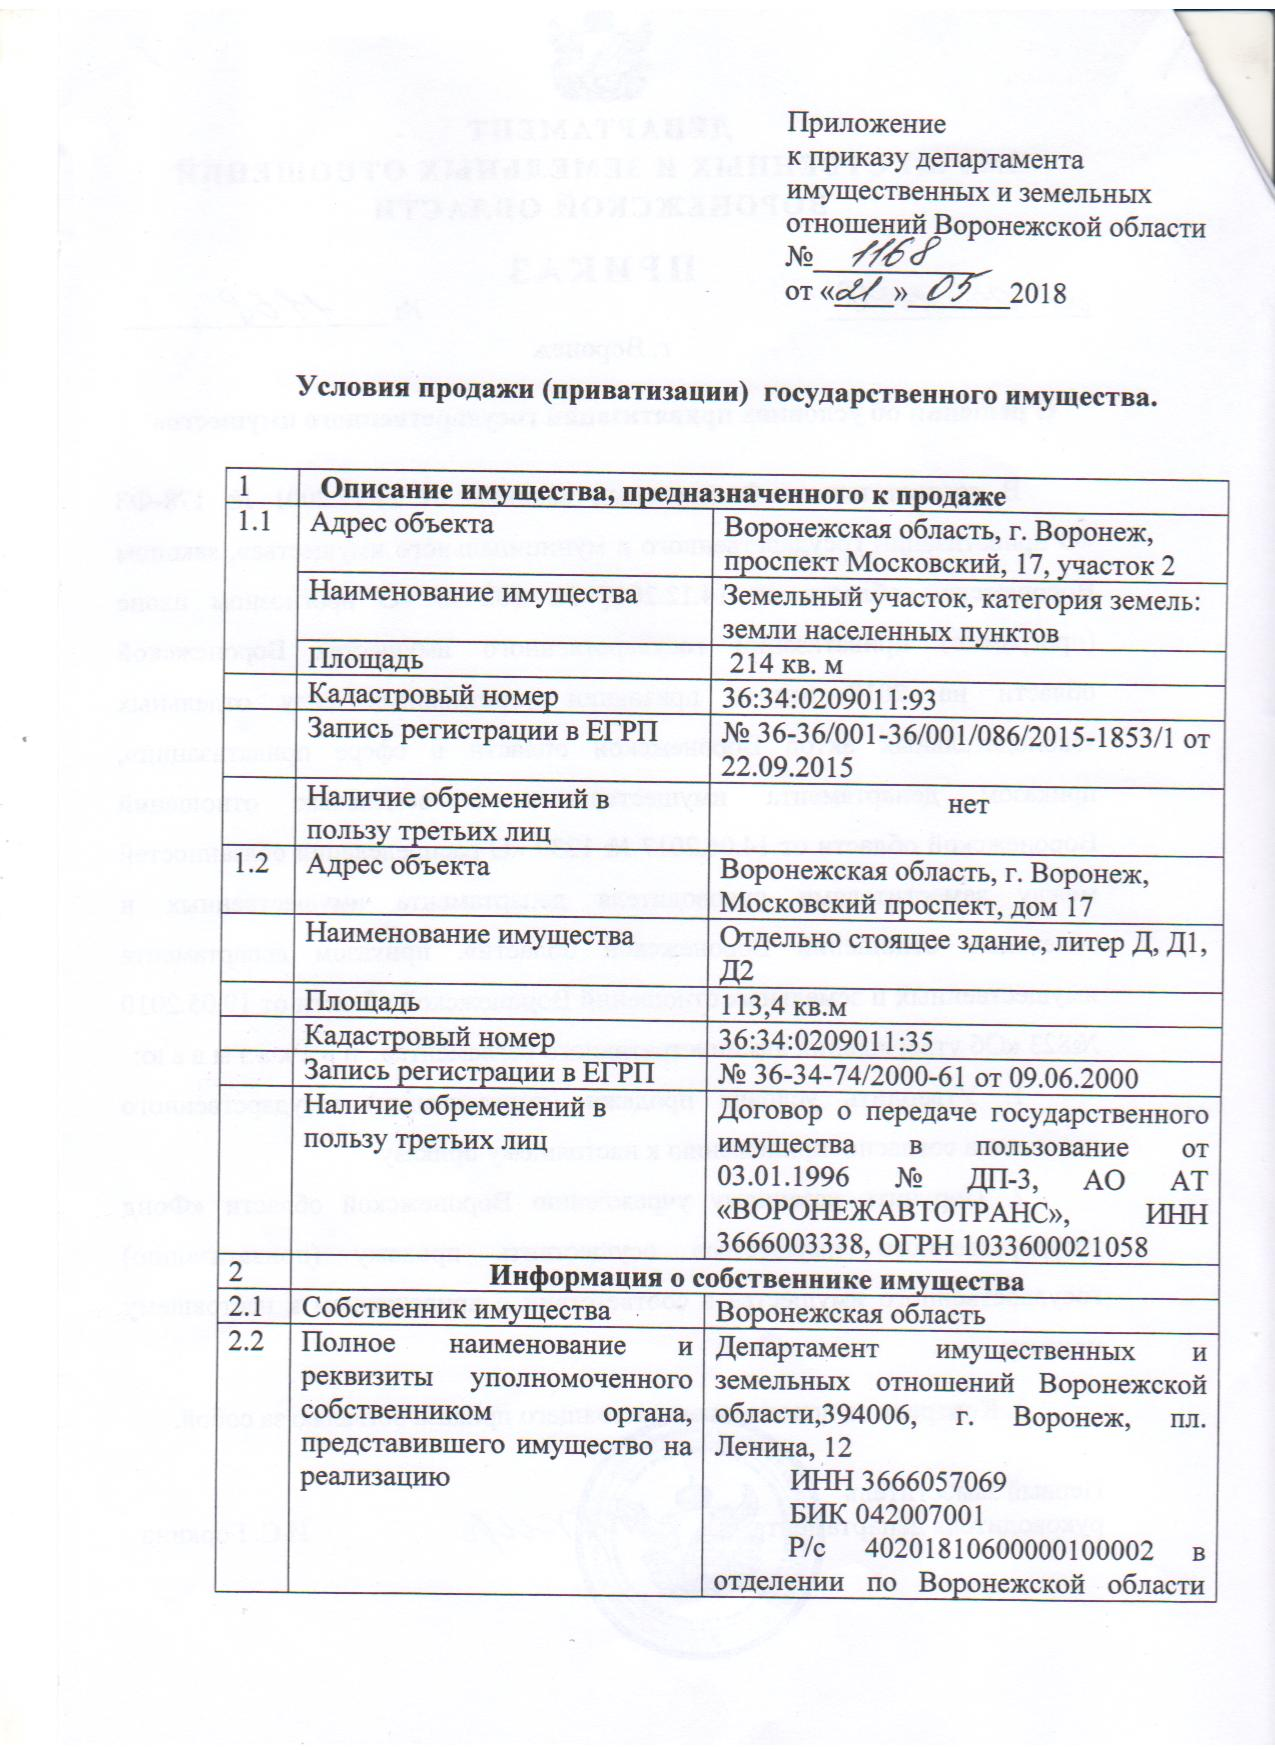 Приложение
к приказу департамента
имущественных и земельных
отношений Воронежской области
№ 1168
от «21» 05 2018
Условия продажи (приватизации) государственного имущества.
1 Описание имущества, предназначенного к продаже
1.1 Адрес объекта Воронежская область, г. Воронеж,
проспект Московский, 17, участок 2
Наименование имущества Земельный участок, категория земель:
земли населенных пунктов
Площадь 214 кв. м
Кадастровый номер 36:34:0209011:93
Запись регистрации в ЕГРП № 36-36/001-36/001/086/2015-1853/1 от
22.09.2015
Наличие обременений в нет
пользу третьих лиц
1.2 Адрес объекта Воронежская область, г. Воронеж,
Московский проспект, дом 17
Наименование имущества Отдельно стоящее здание, литер Д, Д1,
Д2
Площадь 113,4 кв.м
Кадастровый номер 36:34:0209011:35
Запись регистрации в ЕГРП № 36-34-74/2000-61 от 09.06.2000
Наличие обременений в Договор о передаче государственного
пользу третьих лиц имущества в пользование от
03.01.1996 № ДП-3, АО АТ
«ВОРОНЕЖАВТОТРАНС», ИНН
3666003338, ОГРН 1033600021058
2 Информация о собственнике имущества
2.1 Собственник имущества Воронежская область
2.2 Полное наименование и Департамент имущественных и
реквизиты уполномоченного земельных отношений Воронежской
собственником органа, области,394006, г. Воронеж, пл.
представившего имущество на Ленина, 12
реализацию ИНН 3666057069
БИК 042007001
Р/с 40201810600000100002 в
отделении по Воронежской области